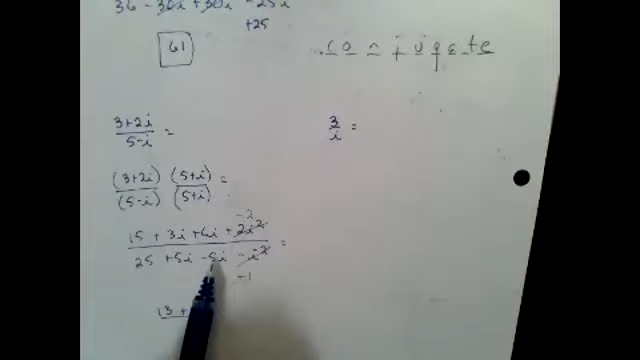 36 - 30i + 30i - 25i
+25
61
conjugate
3+2i / 5-i =
3 / i =
(3+2i) (5+i) / (5-i) (5+i) =
-2
15 + 3i + 6i + 2i² / 25 + 5i - 5i - i² =
+1
13 +